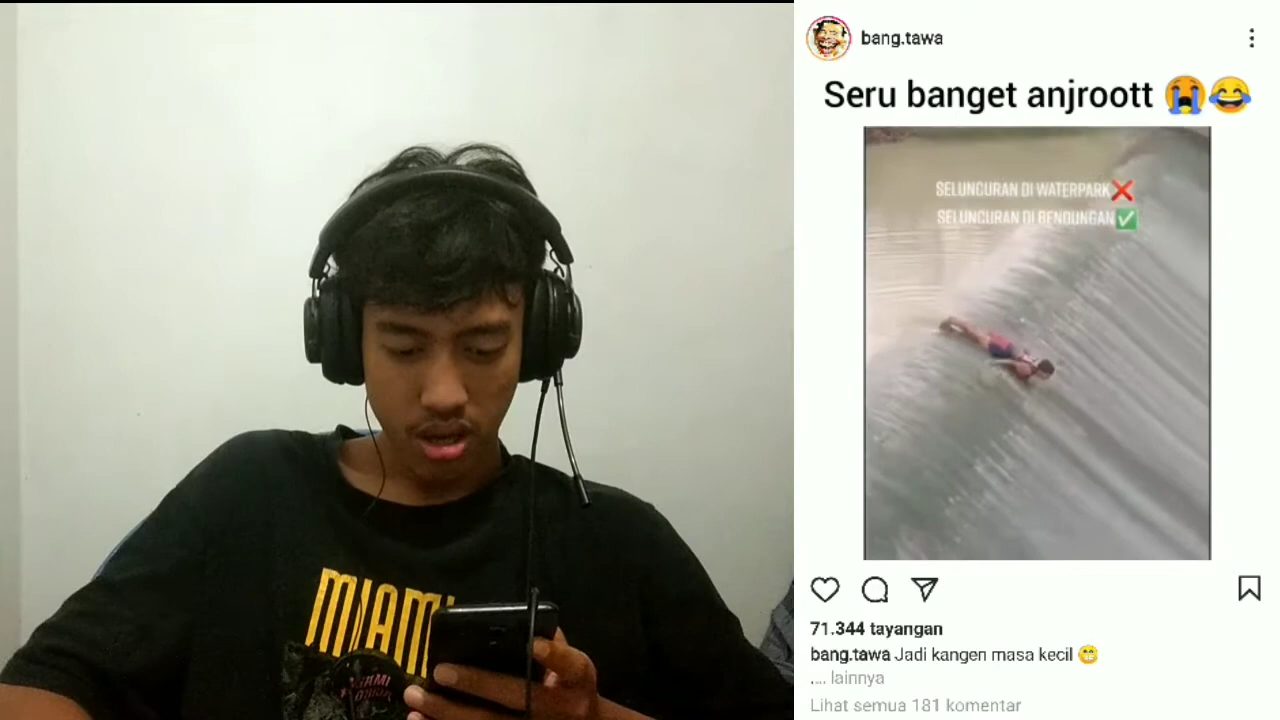 MIAMI
bang.tawa
Seru banget anjroott 😭😂
SELUNCURAN DI WATERPARK❌
SELUNCURAN DI BENDUNGAN✅
71.344 tayangan
bang.tawa Jadi kangen masa kecil 😁
.... lainnya
Lihat semua 181 komentar